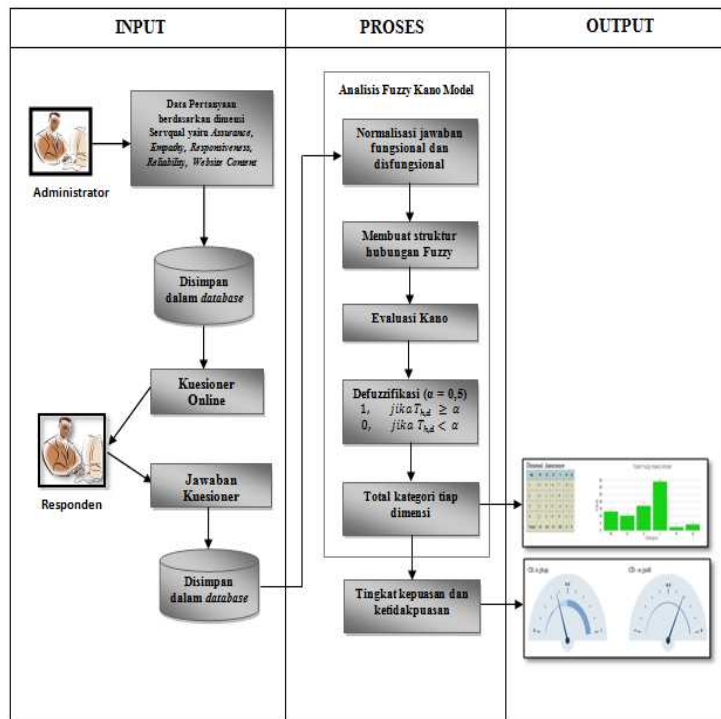 INPUT
PROSES
OUTPUT
Data Pertanyaan
berdasarkan dimensi
Servqual yaitu Assurance,
Empathy, Responsiveness,
Reliability, Website Content
Administrator
Disimpan
dalam database
Kuesioner
Online
Responden
Jawaban
Kuesioner
Disimpan
dalam database
Analisis Fuzzy Kano Model
Normalisasi jawaban
fungsional dan
disfungsional
Membuat struktur
hubungan Fuzzy
Evaluasi Kano
Defuzzifikasi (α = 0,5)
1, jika T_{h,d} ≥ α
0, jika T_{h,d} < α
Total kategori tiap
dimensi
Tingkat kepuasan dan
ketidakpuasan